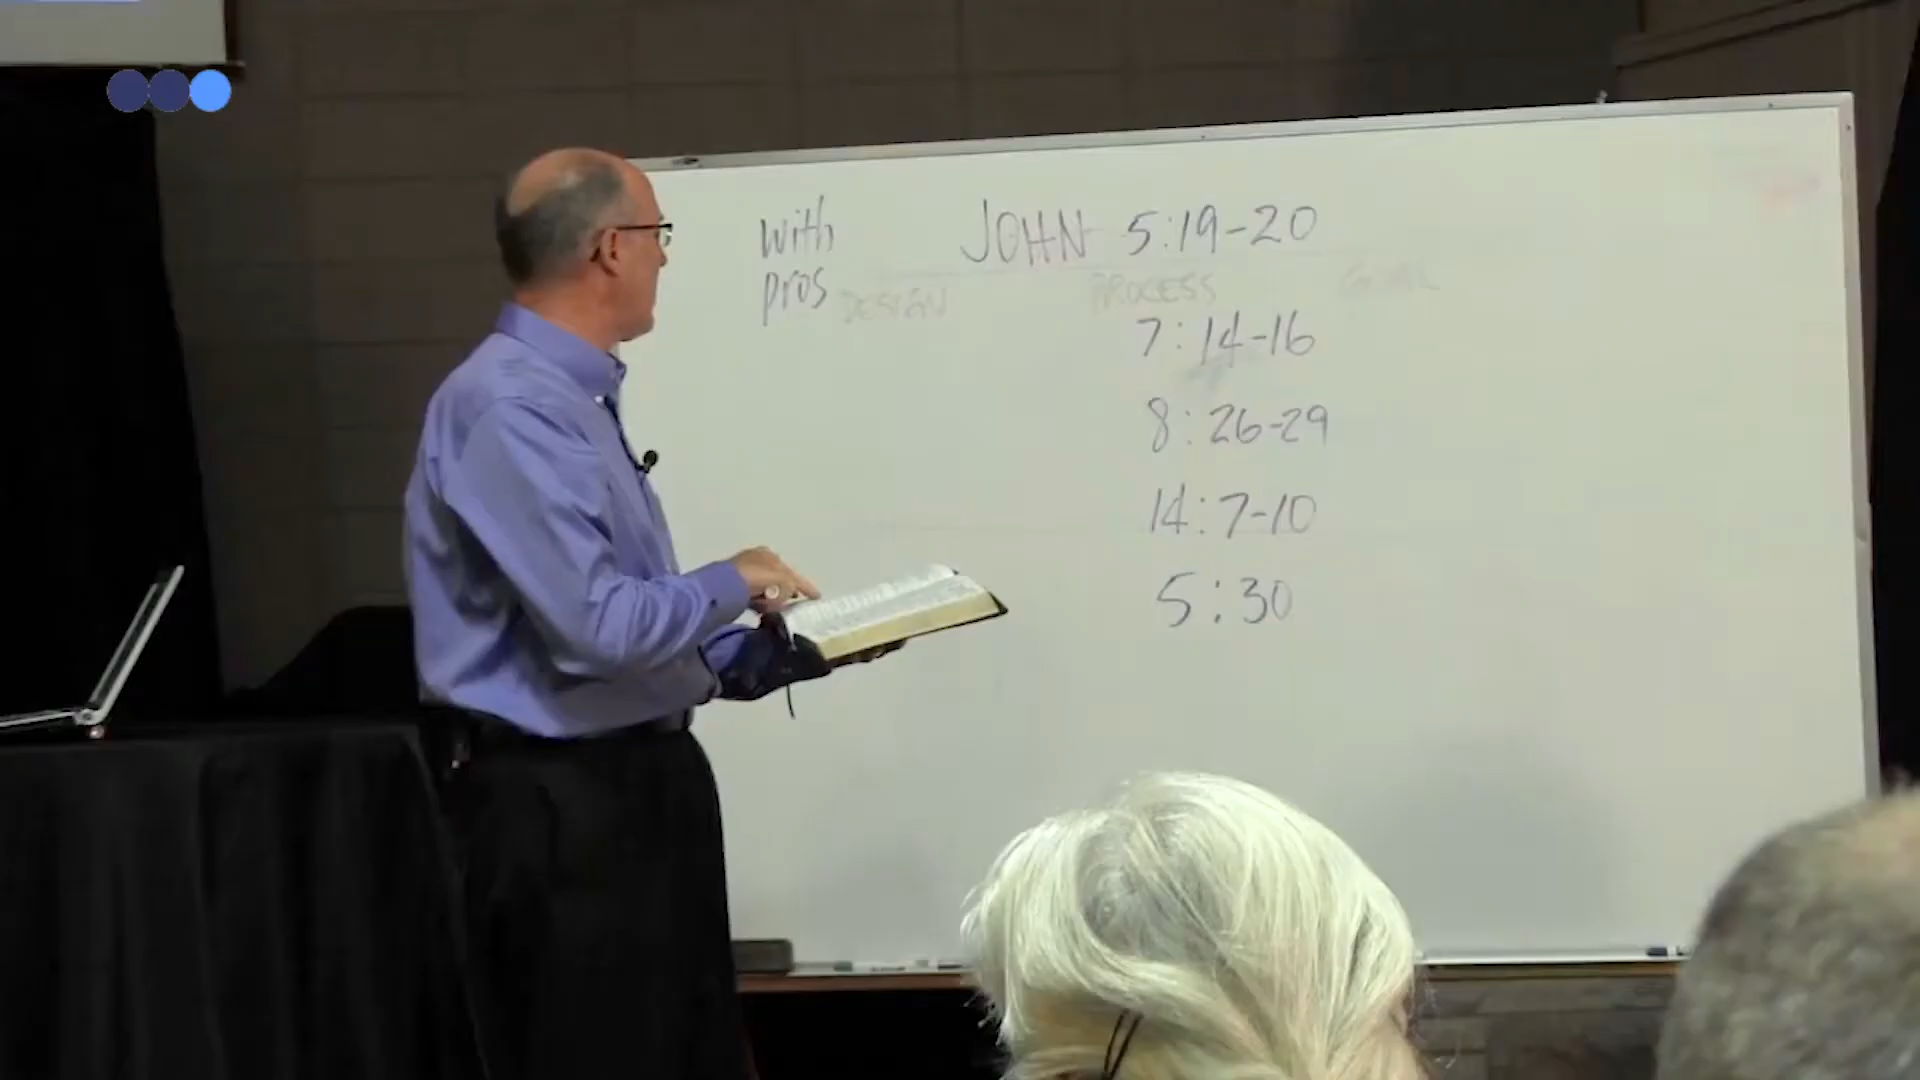 with JOHN 5:19-20
pros
DESIGN PROCESS GOAL
7:14-16
8:26-29
14:7-10
5:30